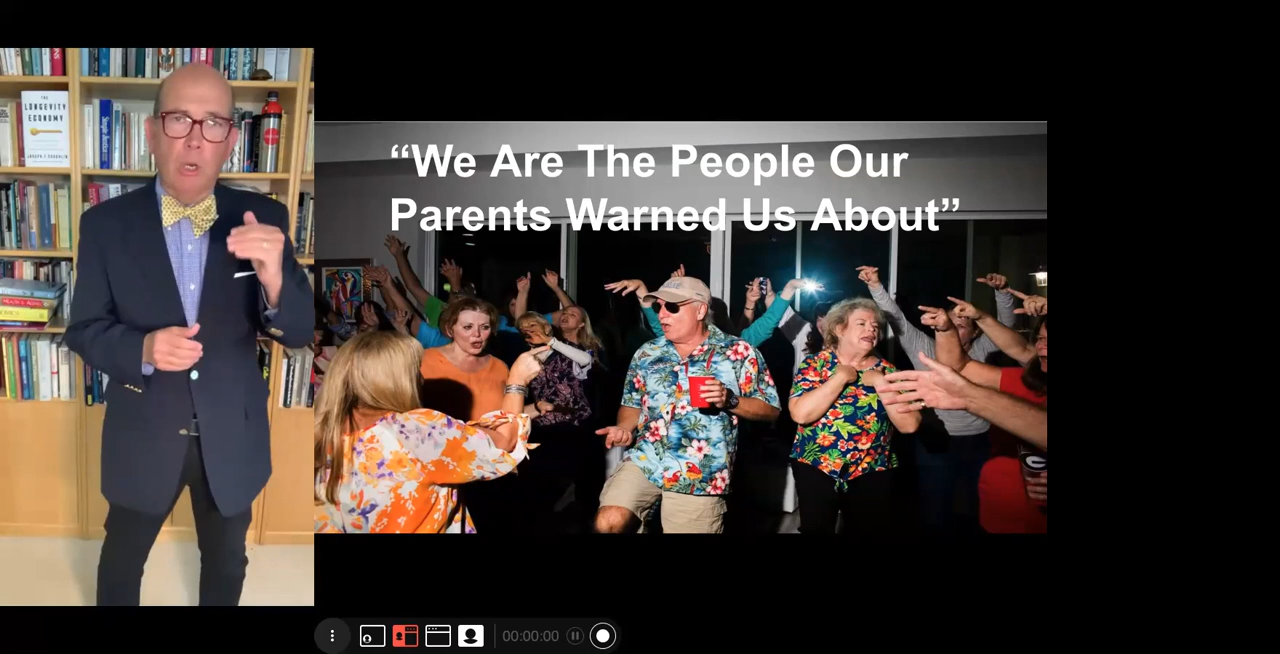 THE
LONGEVITY
ECONOMY
JOSEPH F. COUGHLIN
“We Are The People Our
Parents Warned Us About”
00:00:00